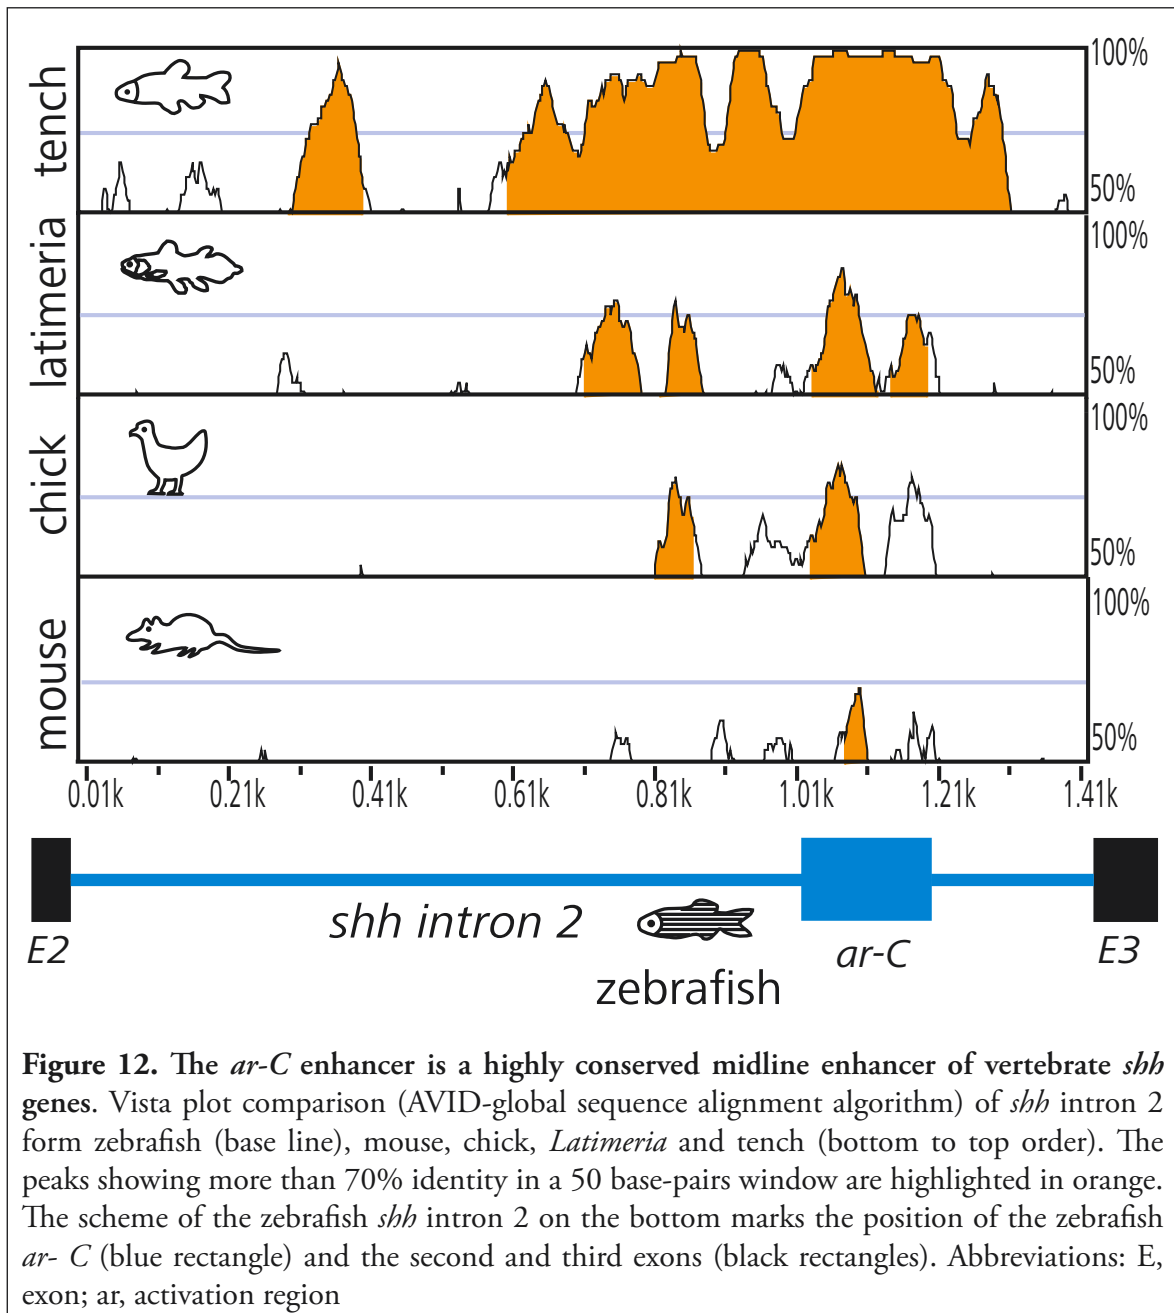 tench
100%
50%
latimeria
100%
50%
chick
100%
50%
mouse
100%
50%
0.01k 0.21k 0.41k 0.61k 0.81k 1.01k 1.21k 1.41k
E2 shh intron 2 ar-C E3
zebrafish
Figure 12. The ar-C enhancer is a highly conserved midline enhancer of vertebrate shh
genes. Vista plot comparison (AVID-global sequence alignment algorithm) of shh intron 2
form zebrafish (base line), mouse, chick, Latimeria and tench (bottom to top order). The
peaks showing more than 70% identity in a 50 base-pairs window are highlighted in orange.
The scheme of the zebrafish shh intron 2 on the bottom marks the position of the zebrafish
ar- C (blue rectangle) and the second and third exons (black rectangles). Abbreviations: E,
exon; ar, activation region